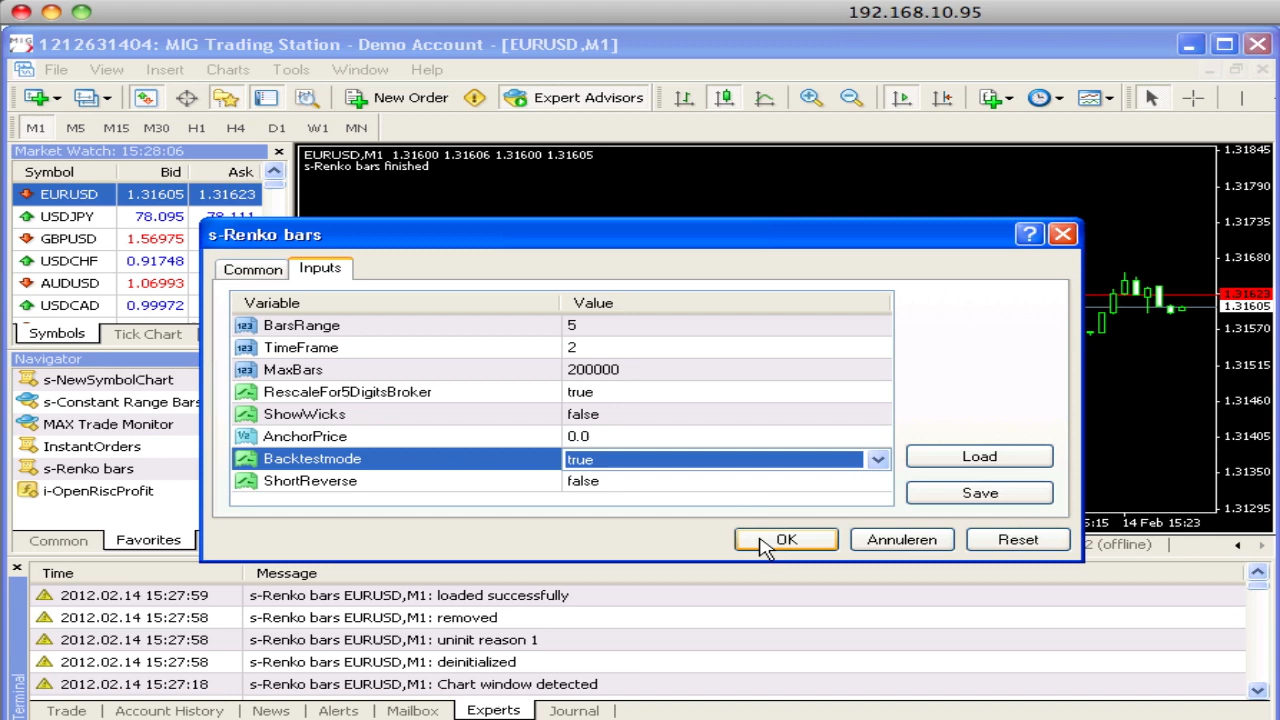 192.168.10.95
1212631404: MIG Trading Station - Demo Account - [EURUSD,M1]
File View Insert Charts Tools Window Help
New Order Expert Advisors
M1 M5 M15 M30 H1 H4 D1 W1 MN
Market Watch: 15:28:06
Symbol Bid Ask
EURUSD 1.31605 1.31623
USDJPY 78.095 78.111
GBPUSD 1.56975
USDCHF 0.91748
AUDUSD 1.06993
USDCAD 0.99972
Symbols Tick Chart
Navigator
s-NewSymbolChart
s-Constant Range Bars
MAX Trade Monitor
InstantOrders
s-Renko bars
i-OpenRiscProfit
Common Favorites
EURUSD,M1 1.31600 1.31606 1.31600 1.31605
s-Renko bars finished
1.31845
1.31790
1.31735
1.31680
1.31623
1.31605
1.31570
1.31515
1.31460
1.31405
1.31350
1.31295
5:15 14 Feb 15:23
2 (offline)
s-Renko bars
Common Inputs
Variable Value
BarsRange 5
TimeFrame 2
MaxBars 200000
RescaleFor5DigitsBroker true
ShowWicks false
AnchorPrice 0.0
Backtestmode true
ShortReverse false
Load
Save
OK Annuleren Reset
Time Message
2012.02.14 15:27:59 s-Renko bars EURUSD,M1: loaded successfully
2012.02.14 15:27:58 s-Renko bars EURUSD,M1: removed
2012.02.14 15:27:58 s-Renko bars EURUSD,M1: uninit reason 1
2012.02.14 15:27:58 s-Renko bars EURUSD,M1: deinitialized
2012.02.14 15:27:18 s-Renko bars EURUSD,M1: Chart window detected
Terminal
Trade Account History News Alerts Mailbox Experts Journal